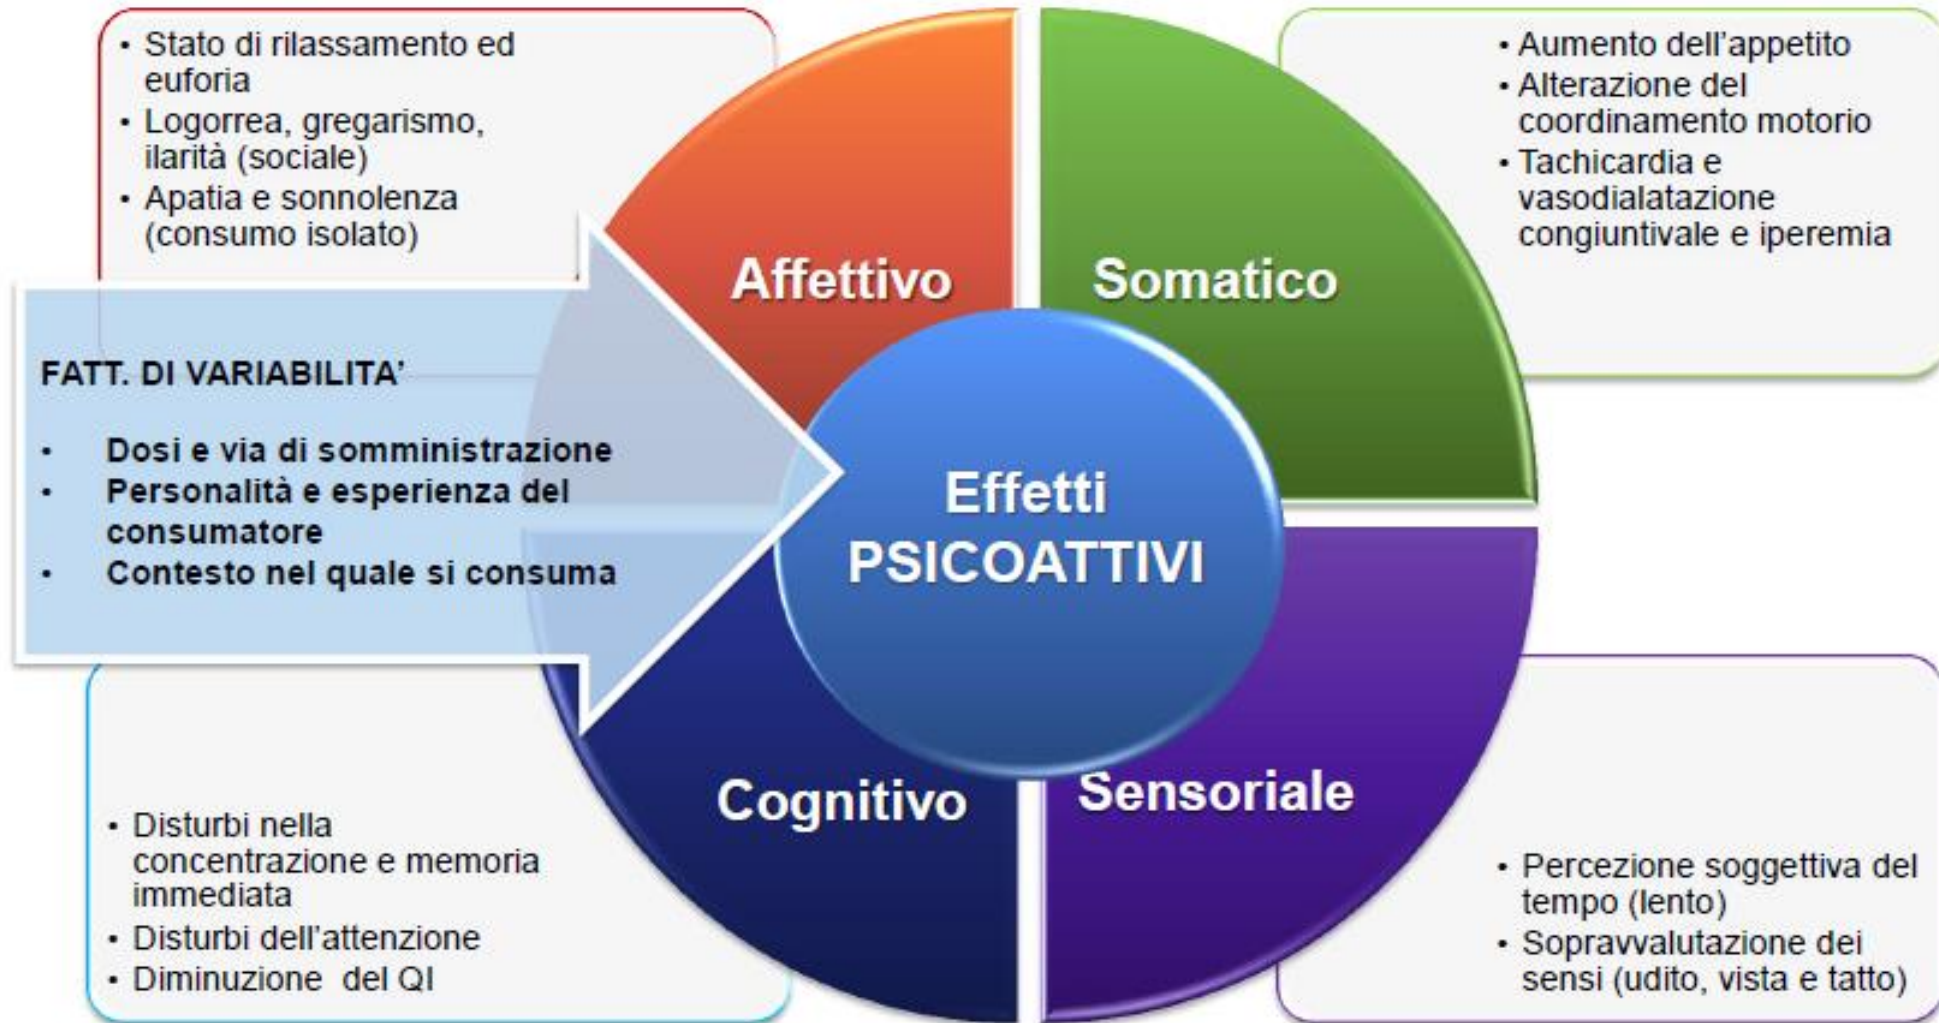 • Stato di rilassamento ed
euforia
• Logorrea, gregarismo,
ilarità (sociale)
• Apatia e sonnolenza
(consumo isolato)
• Aumento dell'appetito
• Alterazione del
coordinamento motorio
• Tachicardia e
vasodialatazione
congiuntivale e iperemia
Affettivo
Somatico
FATT. DI VARIABILITA'
• Dosi e via di somministrazione
• Personalità e esperienza del
consumatore
• Contesto nel quale si consuma
Effetti
PSICOATTIVI
Cognitivo
Sensoriale
• Disturbi nella
concentrazione e memoria
immediata
• Disturbi dell'attenzione
• Diminuzione del QI
• Percezione soggettiva del
tempo (lento)
• Sopravvalutazione dei
sensi (udito, vista e tatto)